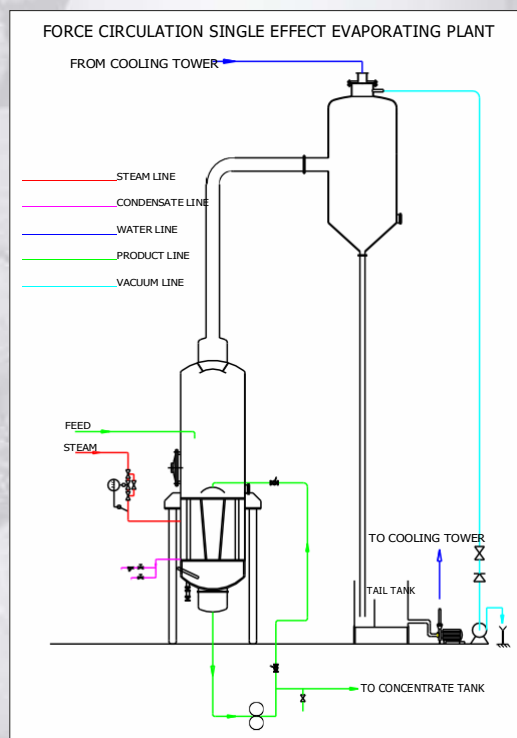 FORCE CIRCULATION SINGLE EFFECT EVAPORATING PLANT
FROM COOLING TOWER
STEAM LINE
CONDENSATE LINE
WATER LINE
PRODUCT LINE
VACUUM LINE
FEED
STEAM
TO COOLING TOWER
TAIL TANK
TO CONCENTRATE TANK